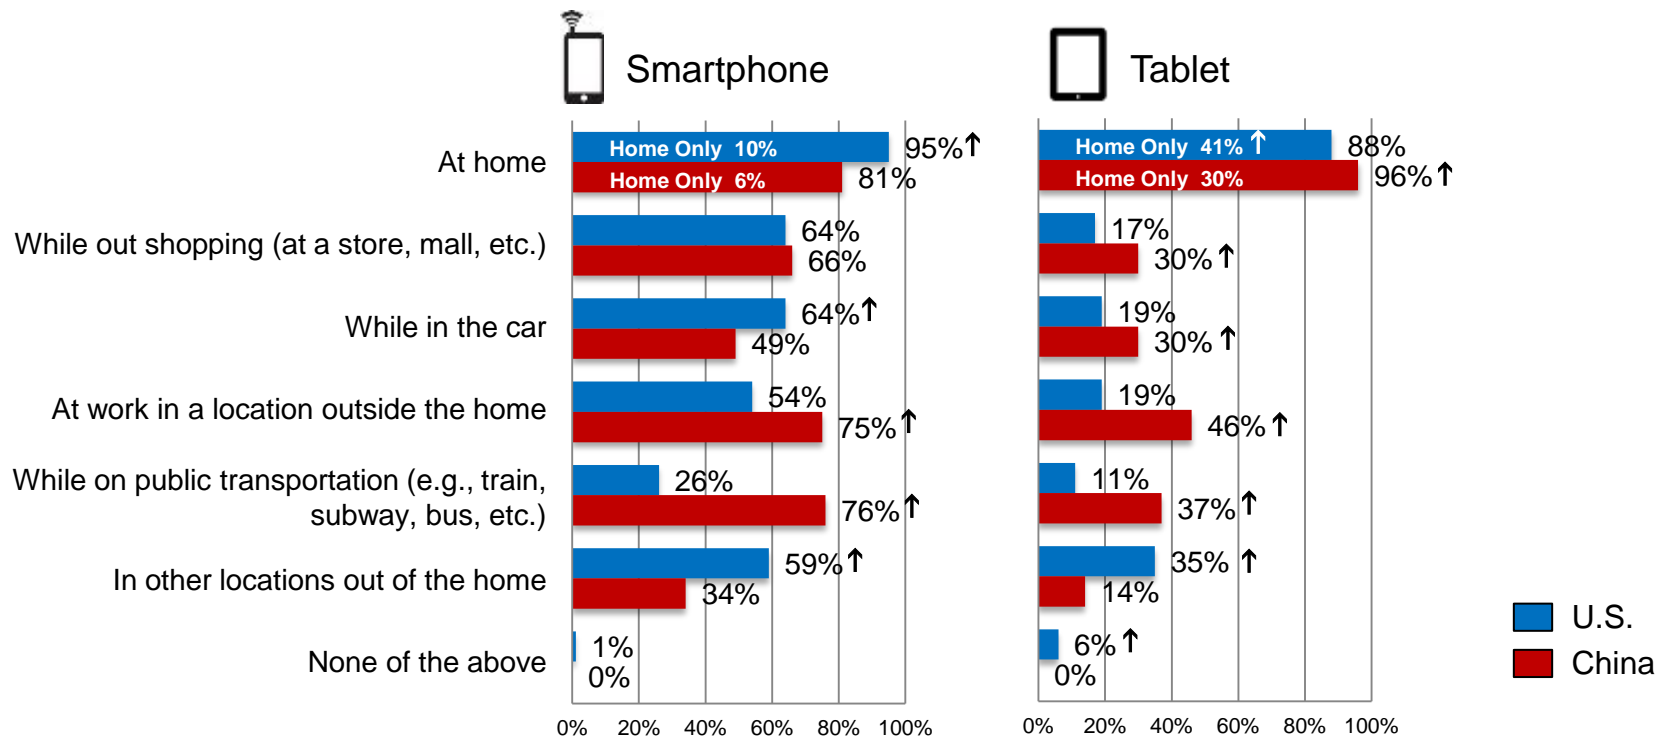 Smartphone
Tablet
At home
Home Only 10%
95%↑
Home Only 6%
81%
Home Only 41% ↑
88%
Home Only 30%
96%↑
While out shopping (at a store, mall, etc.)
64%
66%
17%
30%↑
While in the car
64%↑
49%
19%
30%↑
At work in a location outside the home
54%
75%↑
19%
46%↑
While on public transportation (e.g., train,
subway, bus, etc.)
26%
76%↑
11%
37%↑
In other locations out of the home
59%↑
34%
35% ↑
14%
None of the above
1%
0%
6%↑
0%
0% 20% 40% 60% 80% 100%
0% 20% 40% 60% 80% 100%
U.S.
China